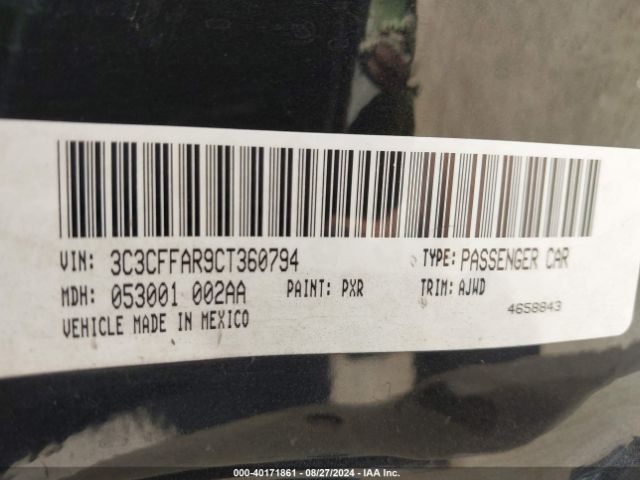 VIN: 3C3CFFAR9CT360794 TYPE: PASSENGER CAR
MDH: 053001 002AA PAINT: PXR TRIM: AJWD
4658843
VEHICLE MADE IN MEXICO
000-40171861 - 08/27/2024 - IAA Inc.